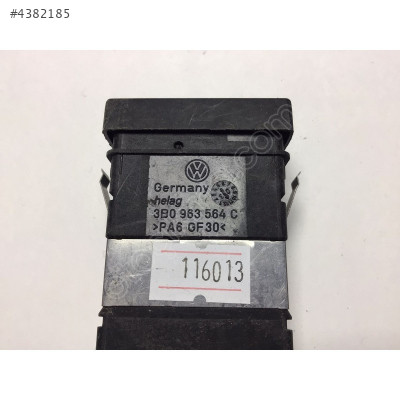 #4382185
Germany
helag
3B0 963 564 C
>PA6 GF30<
116013